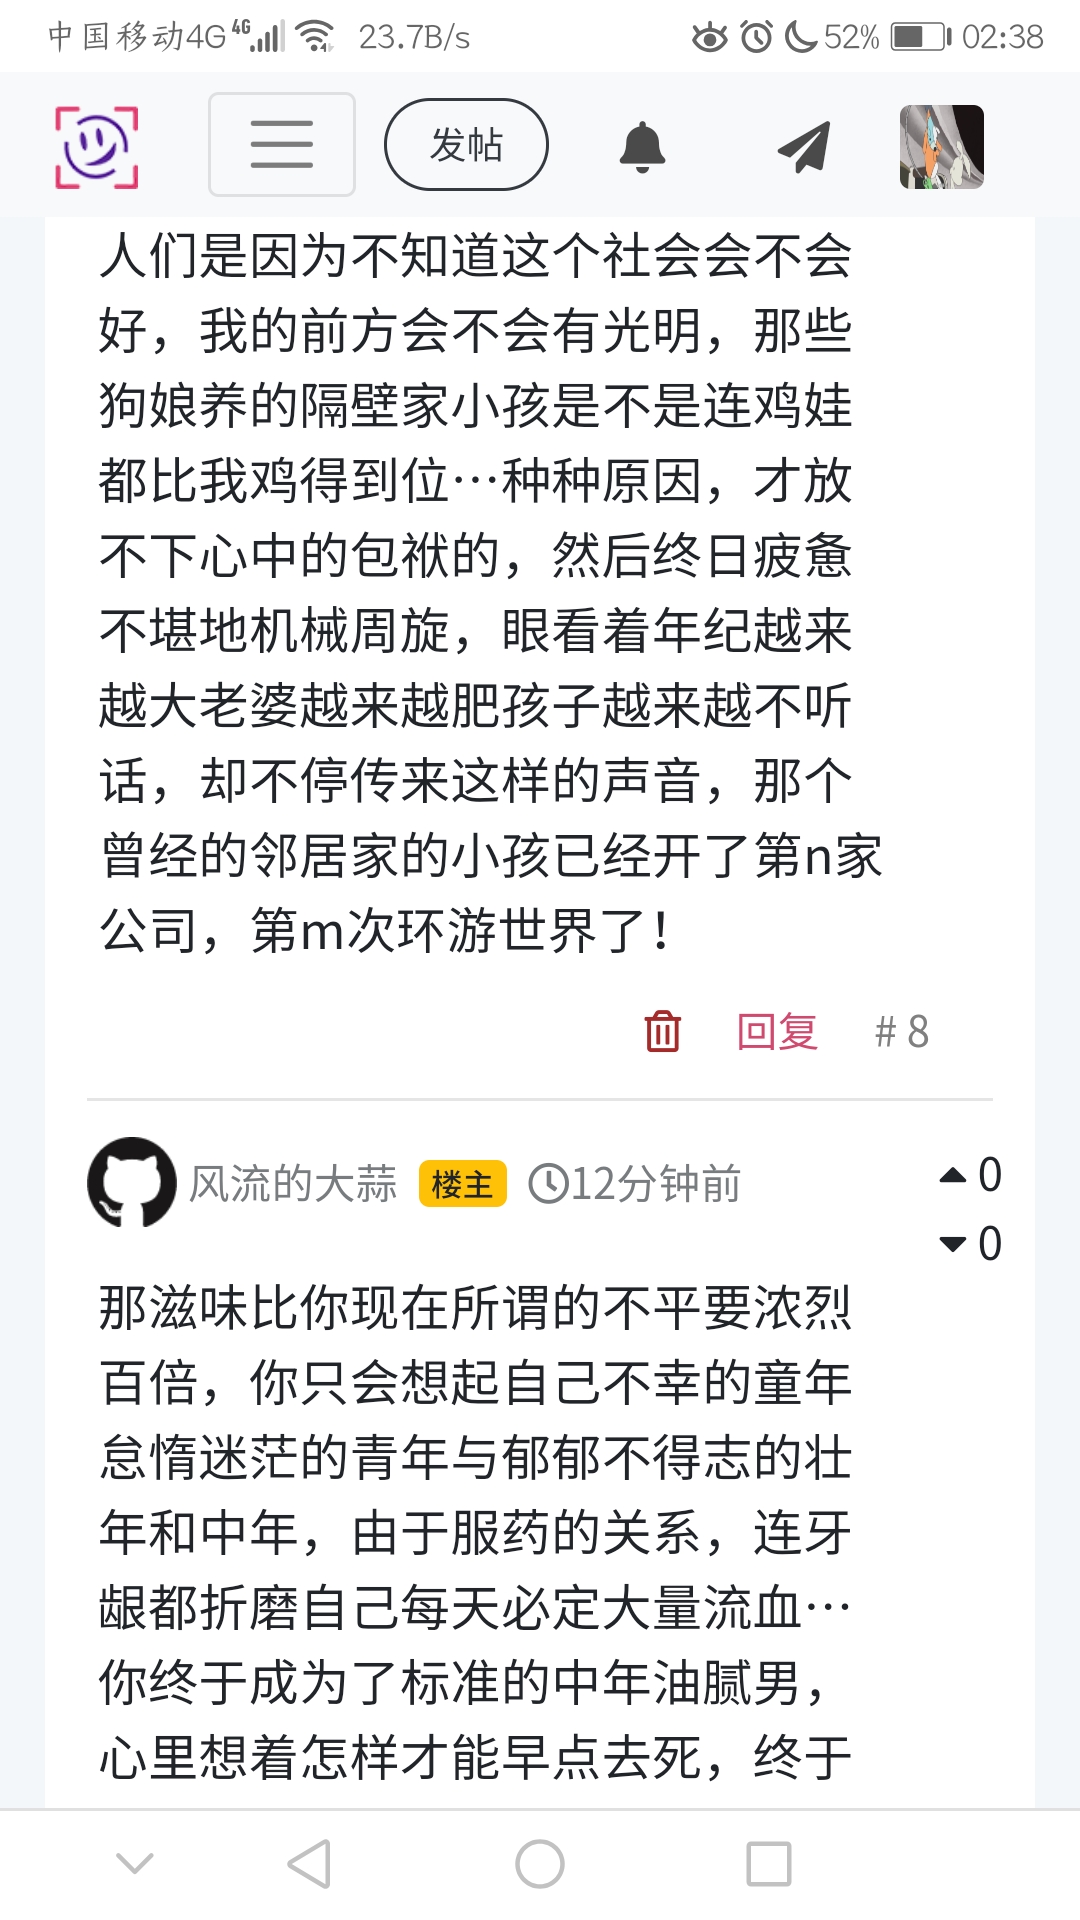 中国移动4G 4G 23.7B/s 52% 02:38
发帖
人们是因为不知道这个社会会不会
好，我的前方会不会有光明，那些
狗娘养的隔壁家小孩是不是连鸡娃
都比我鸡得到位…种种原因，才放
不下心中的包袱的，然后终日疲惫
不堪地机械周旋，眼看着年纪越来
越大老婆越来越肥孩子越来越不听
话，却不停传来这样的声音，那个
曾经的邻居家的小孩已经开了第n家
公司，第m次环游世界了！
回复 # 8
风流的大蒜 楼主 12分钟前 0
0
那滋味比你现在所谓的不平要浓烈
百倍，你只会想起自己不幸的童年
怠惰迷茫的青年与郁郁不得志的壮
年和中年，由于服药的关系，连牙
龈都折磨自己每天必定大量流血…
你终于成为了标准的中年油腻男，
心里想着怎样才能早点去死，终于